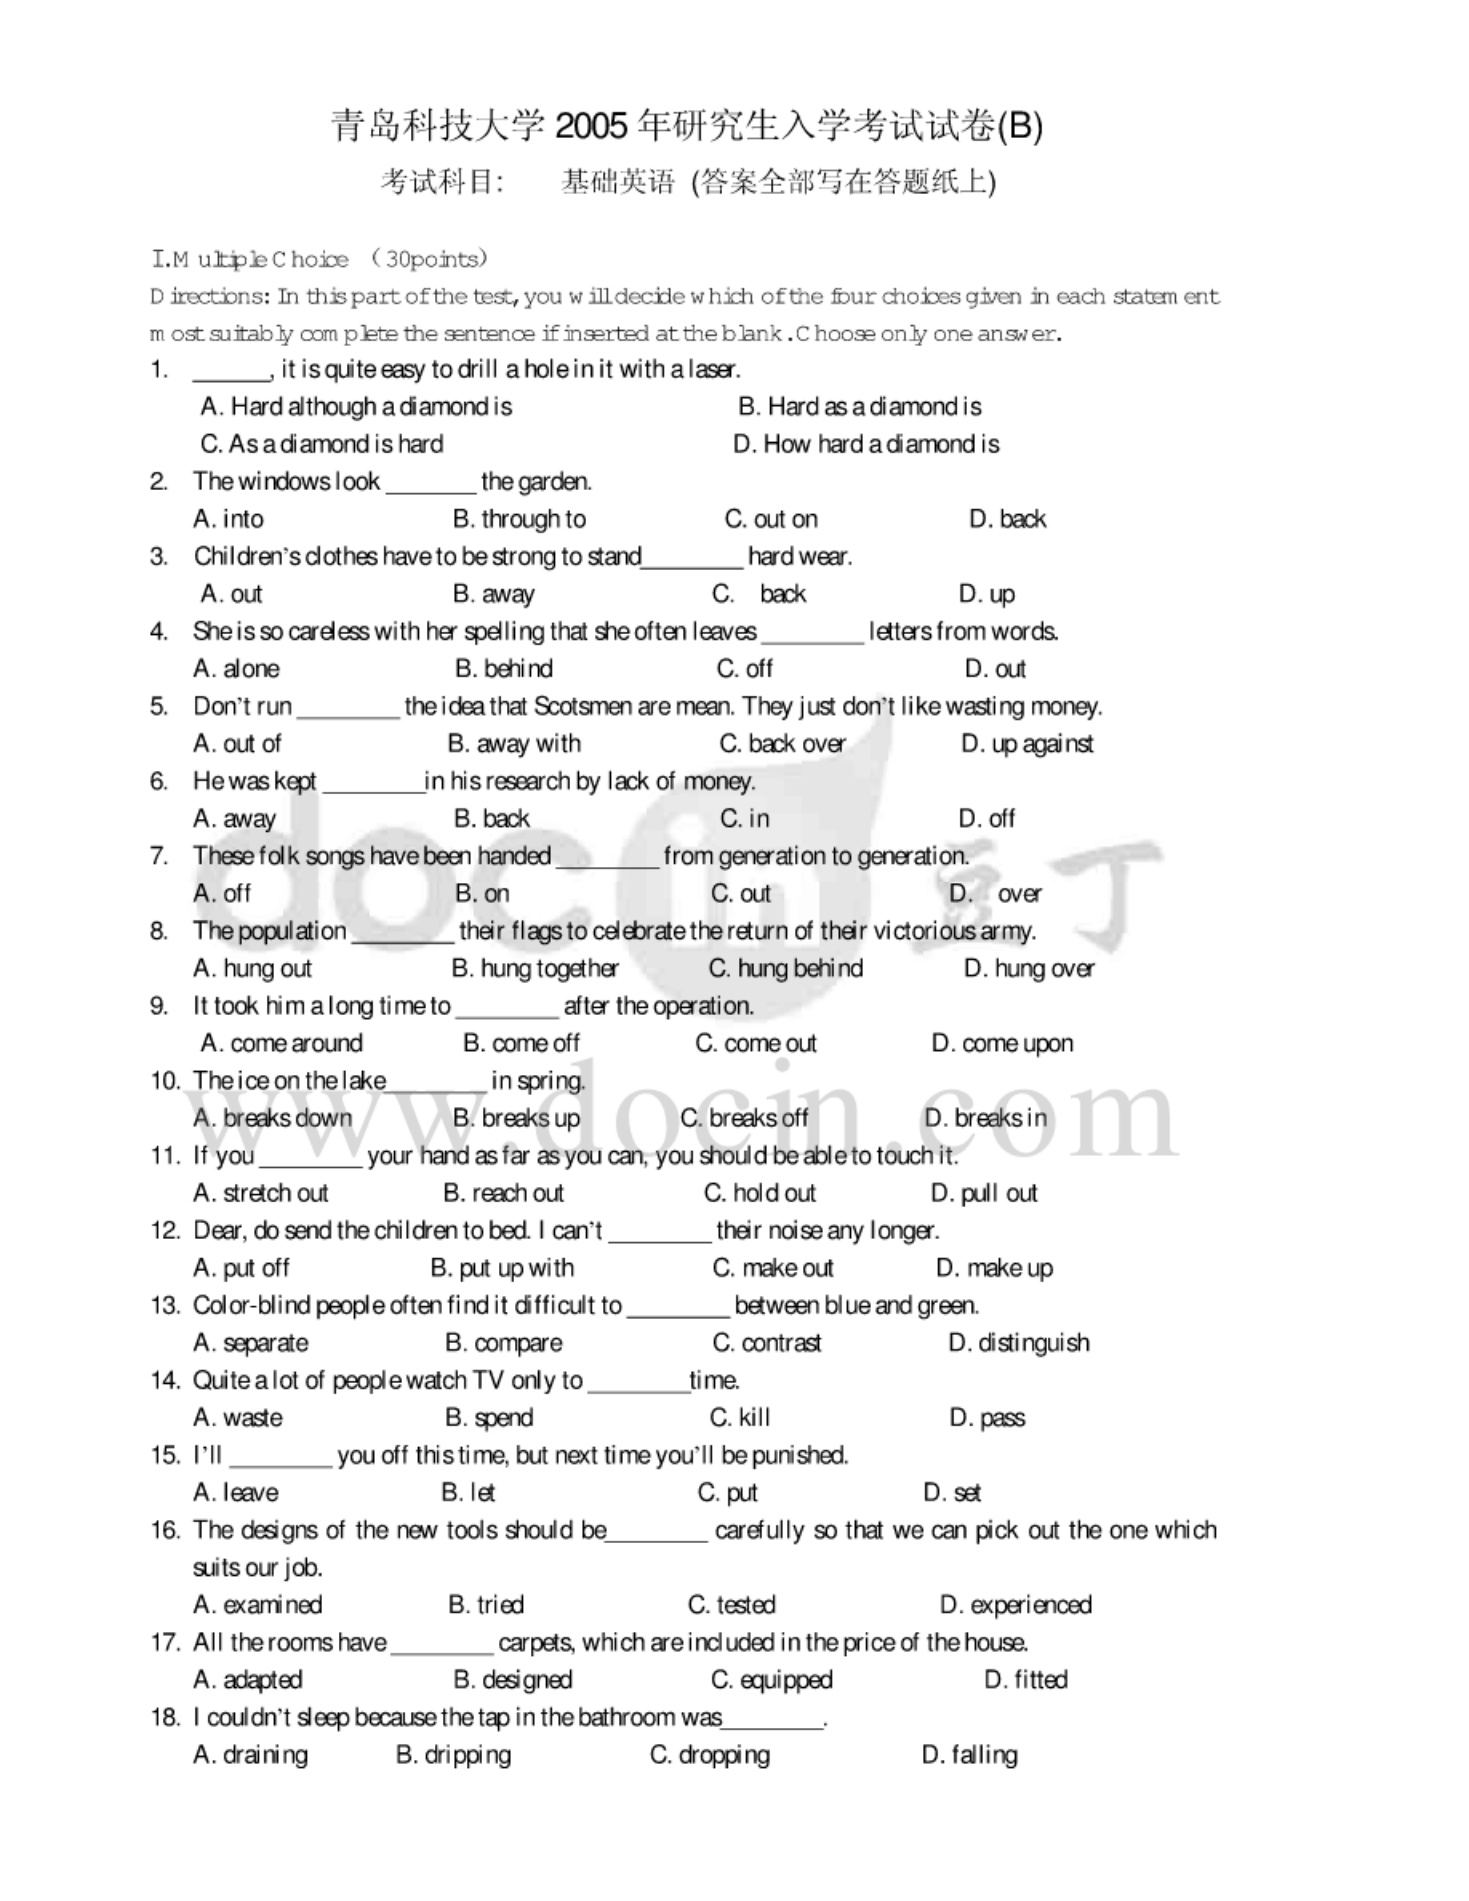 青岛科技大学 2005 年研究生入学考试试卷(B)
考试科目: 基础英语 (答案全部写在答题纸上)
I.Multiple Choice （30points）
Directions: In this part of the test, you will decide which of the four choices given in each statement
most suitably complete the sentence if inserted at the blank. Choose only one answer.
1. ______, it is quite easy to drill a hole in it with a laser.
A. Hard although a diamond is B. Hard as a diamond is
C. As a diamond is hard D. How hard a diamond is
2. The windows look _______ the garden.
A. into B. through to C. out on D. back
3. Children’s clothes have to be strong to stand________ hard wear.
A. out B. away C. back D. up
4. She is so careless with her spelling that she often leaves ________ letters from words.
A. alone B. behind C. off D. out
5. Don’t run ________ the idea that Scotsmen are mean. They just don’t like wasting money.
A. out of B. away with C. back over D. up against
6. He was kept ________in his research by lack of money.
A. away B. back C. in D. off
7. These folk songs have been handed ________ from generation to generation.
A. off B. on C. out D. over
8. The population ________ their flags to celebrate the return of their victorious army.
A. hung out B. hung together C. hung behind D. hung over
9. It took him a long time to ________ after the operation.
A. come around B. come off C. come out D. come upon
10. The ice on the lake________ in spring.
A. breaks down B. breaks up C. breaks off D. breaks in
11. If you ________ your hand as far as you can, you should be able to touch it.
A. stretch out B. reach out C. hold out D. pull out
12. Dear, do send the children to bed. I can’t ________ their noise any longer.
A. put off B. put up with C. make out D. make up
13. Color-blind people often find it difficult to ________ between blue and green.
A. separate B. compare C. contrast D. distinguish
14. Quite a lot of people watch TV only to ________time.
A. waste B. spend C. kill D. pass
15. I’ll ________ you off this time, but next time you’ll be punished.
A. leave B. let C. put D. set
16. The designs of the new tools should be________ carefully so that we can pick out the one which
suits our job.
A. examined B. tried C. tested D. experienced
17. All the rooms have ________ carpets, which are included in the price of the house.
A. adapted B. designed C. equipped D. fitted
18. I couldn’t sleep because the tap in the bathroom was________.
A. draining B. dripping C. dropping D. falling
docin 豆丁
www.docin.com